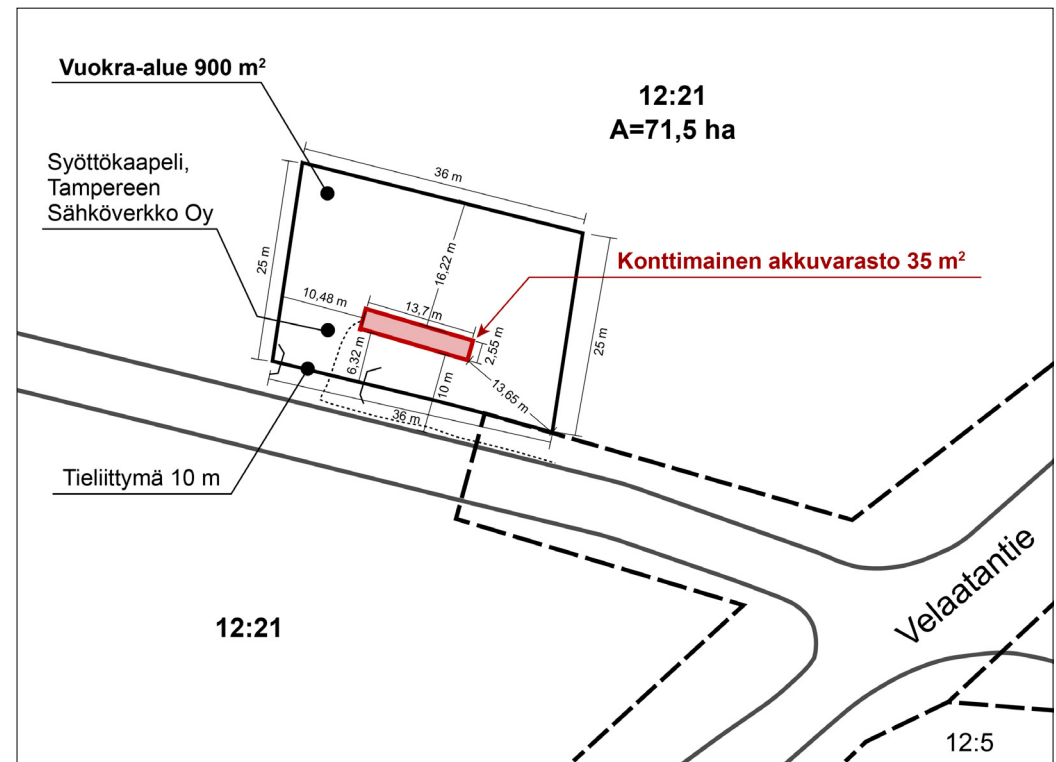 Vuokra-alue 900 m²
12:21
A=71,5 ha
Syöttökaapeli,
Tampereen
Sähköverkko Oy
36 m
25 m
16,22 m
Konttimainen akkuvarasto 35 m²
10,48 m
13,7 m
2,55 m
25 m
6,32 m
10 m
13,65 m
36 m
Tieliittymä 10 m
Velaatantie
12:21
12:5